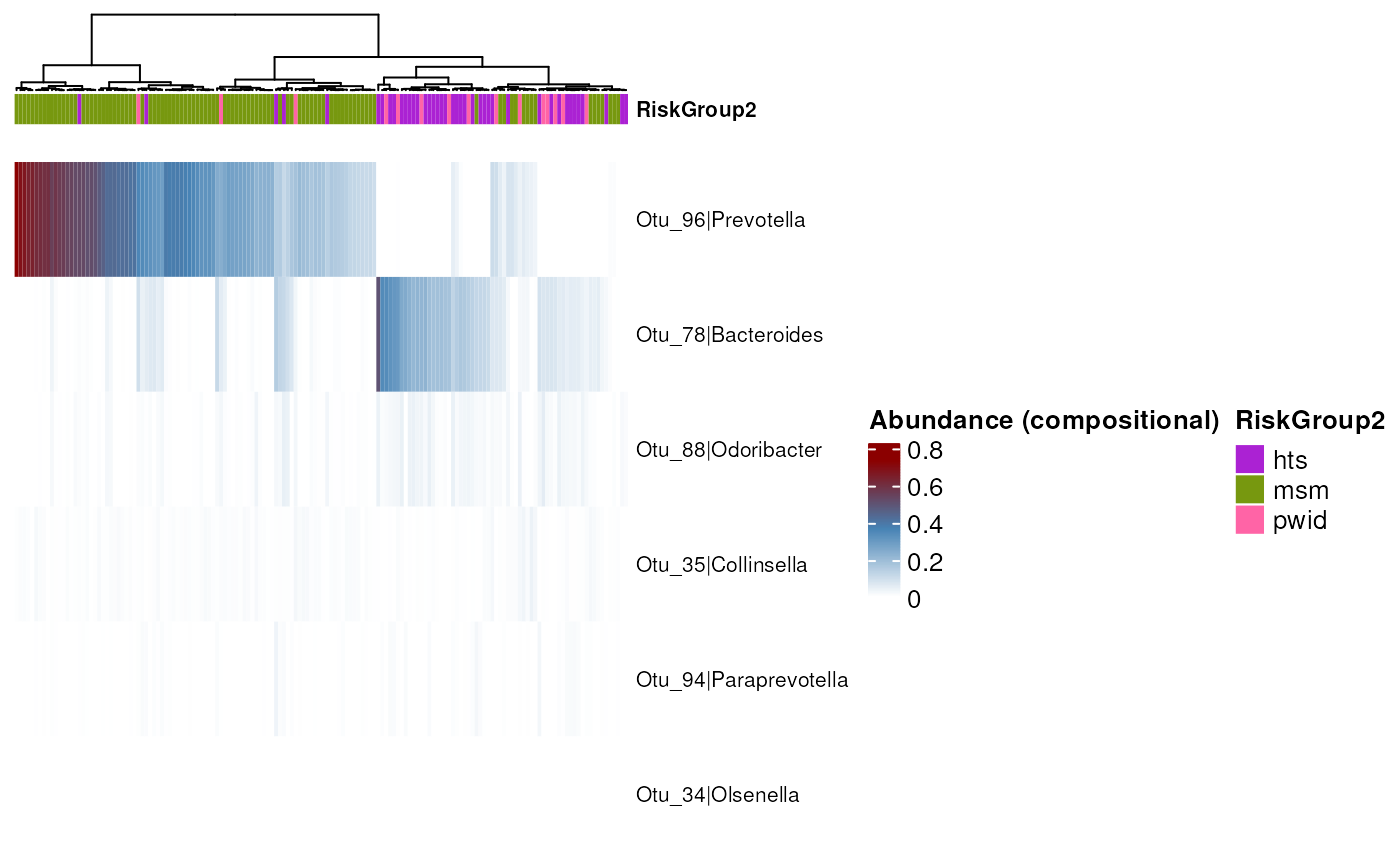 RiskGroup2
Otu_96|Prevotella
Otu_78|Bacteroides
Otu_88|Odoribacter
Otu_35|Collinsella
Otu_94|Paraprevotella
Otu_34|Olsenella
Abundance (compositional)
0.8
0.6
0.4
0.2
0
RiskGroup2
hts
msm
pwid